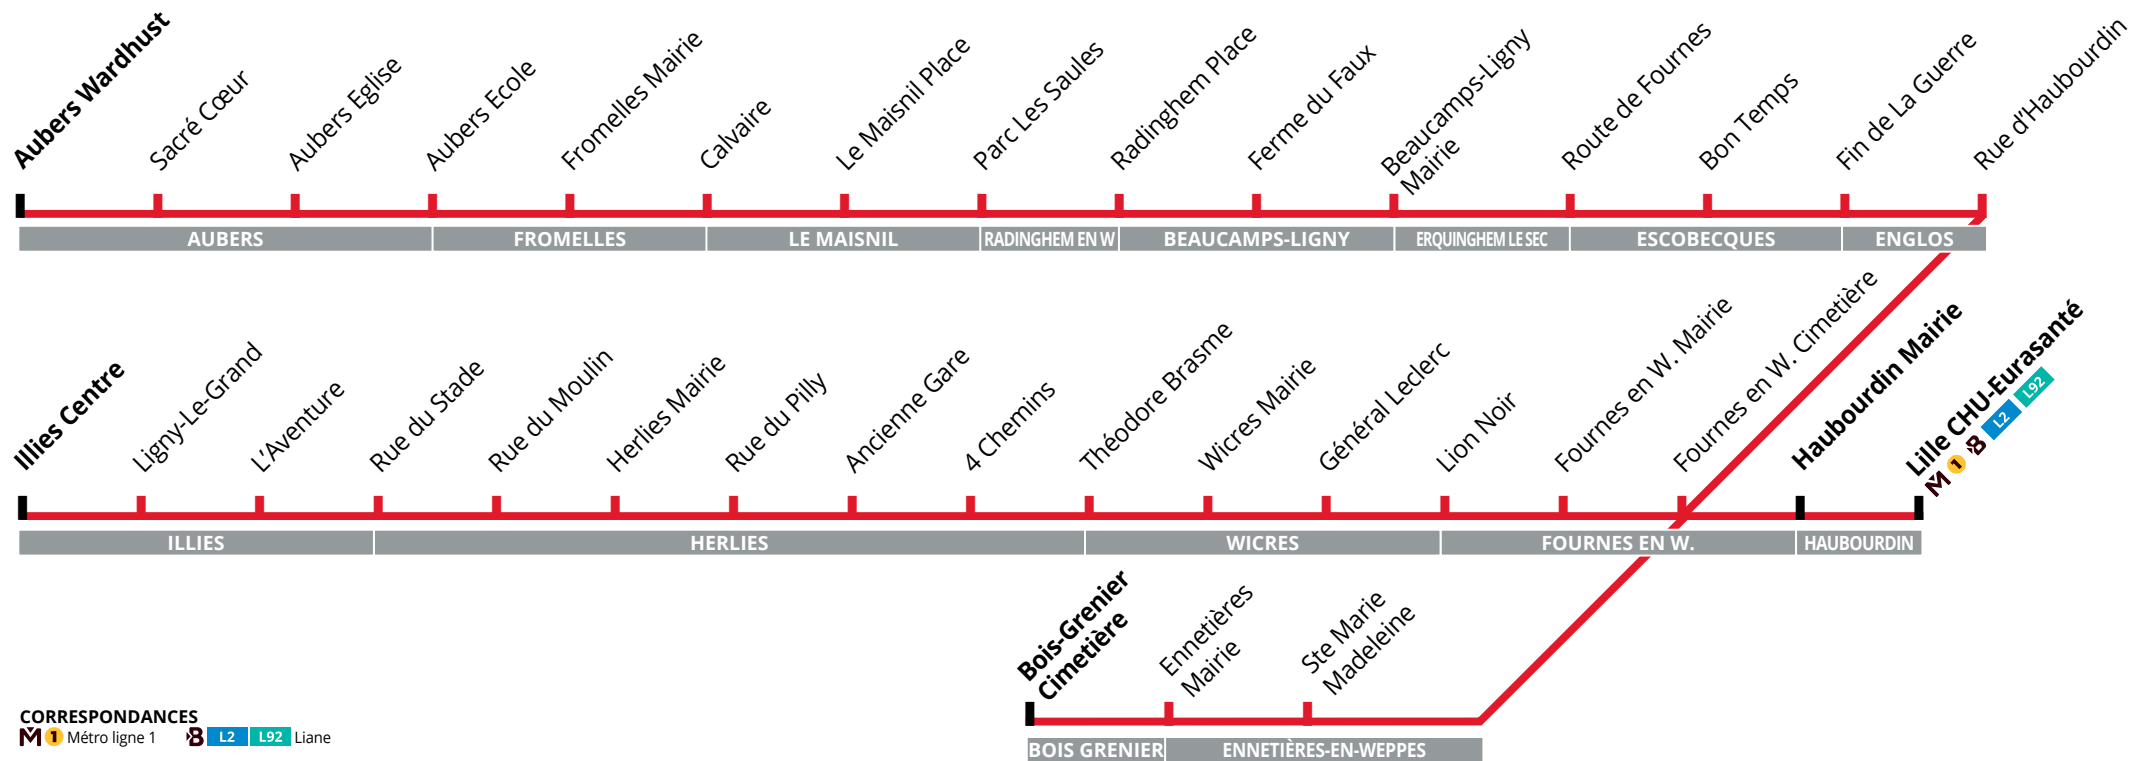 Aubers Wardhust
Sacré Cœur
Aubers Eglise
Aubers Ecole
Fromelles Mairie
Calvaire
Le Maisnil Place
Parc Les Saules
Radinghem Place
Ferme du Faux
Beaucamps-Ligny
Mairie
Route de Fournes
Bon Temps
Fin de La Guerre
Rue d'Haubourdin
AUBERS
FROMELLES
LE MAISNIL
RADINGHEM EN W
BEAUCAMPS-LIGNY
ERQUINGHEM LE SEC
ESCOBECQUES
ENGLOS
Illies Centre
Ligny-Le-Grand
L'Aventure
Rue du Stade
Rue du Moulin
Herlies Mairie
Rue du Pilly
Ancienne Gare
4 Chemins
Théodore Brasme
Wicres Mairie
Général Leclerc
Lion Noir
Fournes en W. Mairie
Fournes en W. Cimetière
Haubourdin Mairie
Lille CHU-Eurasanté
M 1 B L2 L92
ILLIES
HERLIES
WICRES
FOURNES EN W.
HAUBOURDIN
Bois-Grenier
Cimetière
Ennetières
Mairie
Ste Marie
Madeleine
BOIS GRENIER
ENNETIÈRES-EN-WEPPES
CORRESPONDANCES
M 1 Métro ligne 1 B L2 L92 Liane